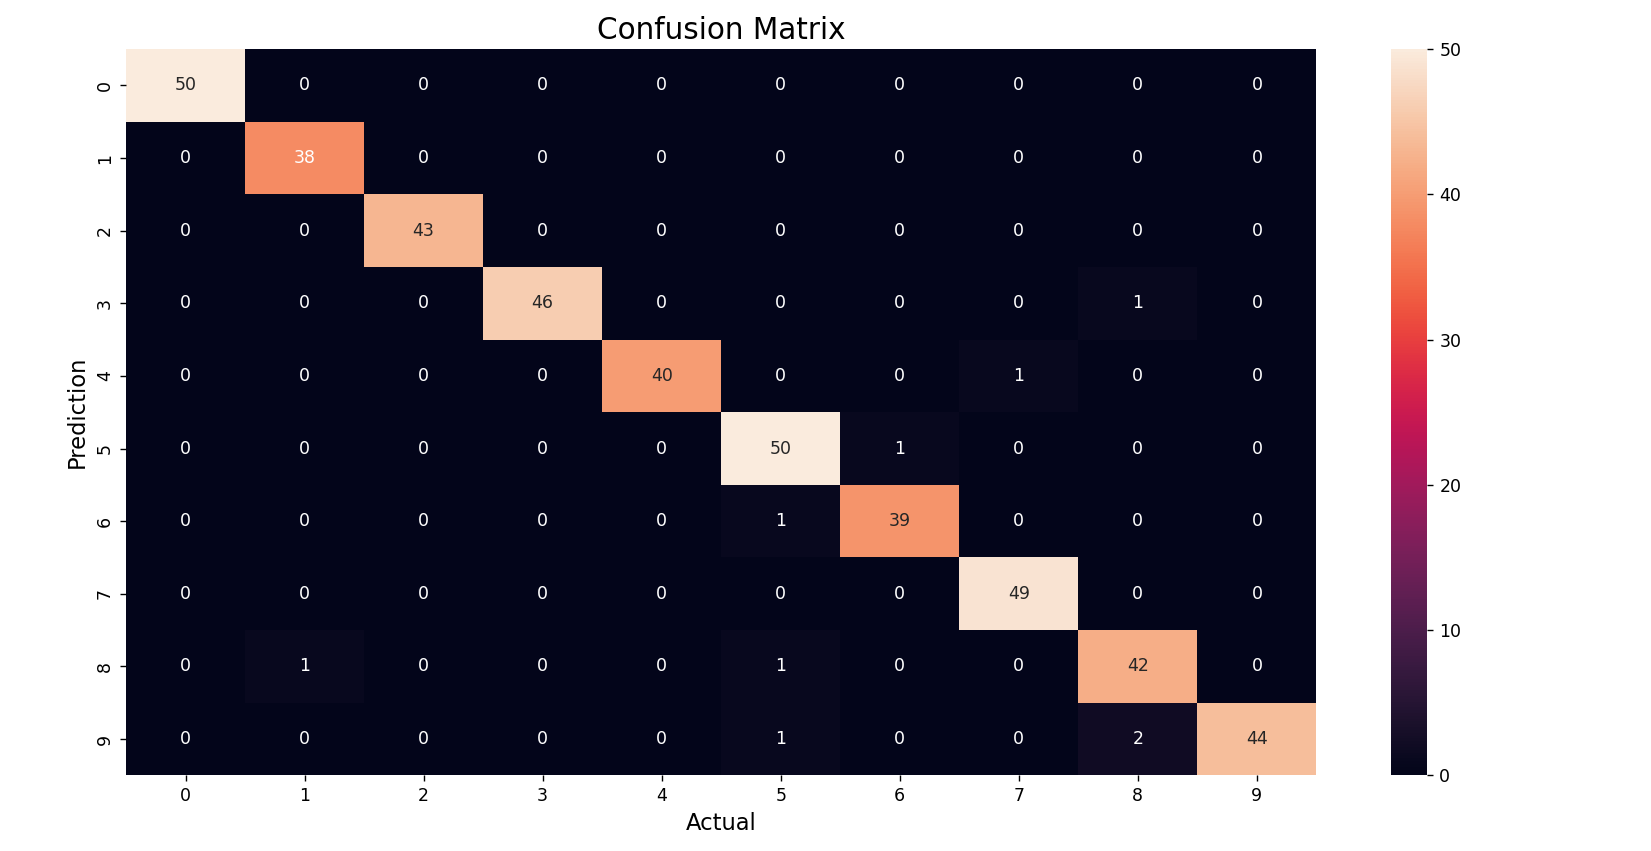 Confusion Matrix
0 50 0 0 0 0 0 0 0 0 0
1 0 38 0 0 0 0 0 0 0 0
2 0 0 43 0 0 0 0 0 0 0
3 0 0 0 46 0 0 0 0 1 0
4 0 0 0 0 40 0 0 1 0 0
5 0 0 0 0 0 50 1 0 0 0
6 0 0 0 0 0 1 39 0 0 0
7 0 0 0 0 0 0 0 49 0 0
8 0 1 0 0 0 1 0 0 42 0
9 0 0 0 0 0 1 0 0 2 44
0 1 2 3 4 5 6 7 8 9
Prediction
Actual
50
40
30
20
10
0